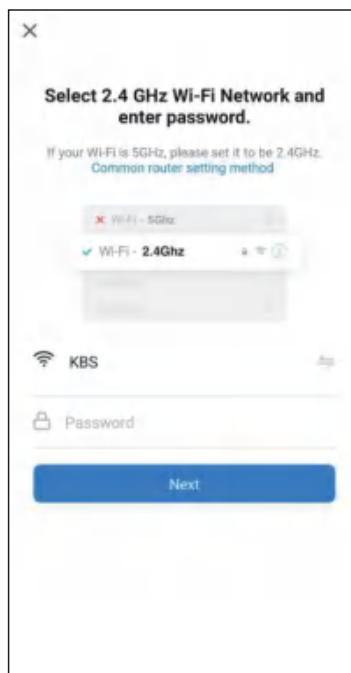 Select 2.4 GHz Wi-Fi Network and
enter password.
If your Wi-Fi is 5GHz, please set it to be 2.4GHz.
Common router setting method
Wi-Fi - 5Ghz
Wi-Fi - 2.4Ghz
KBS
Password
Next